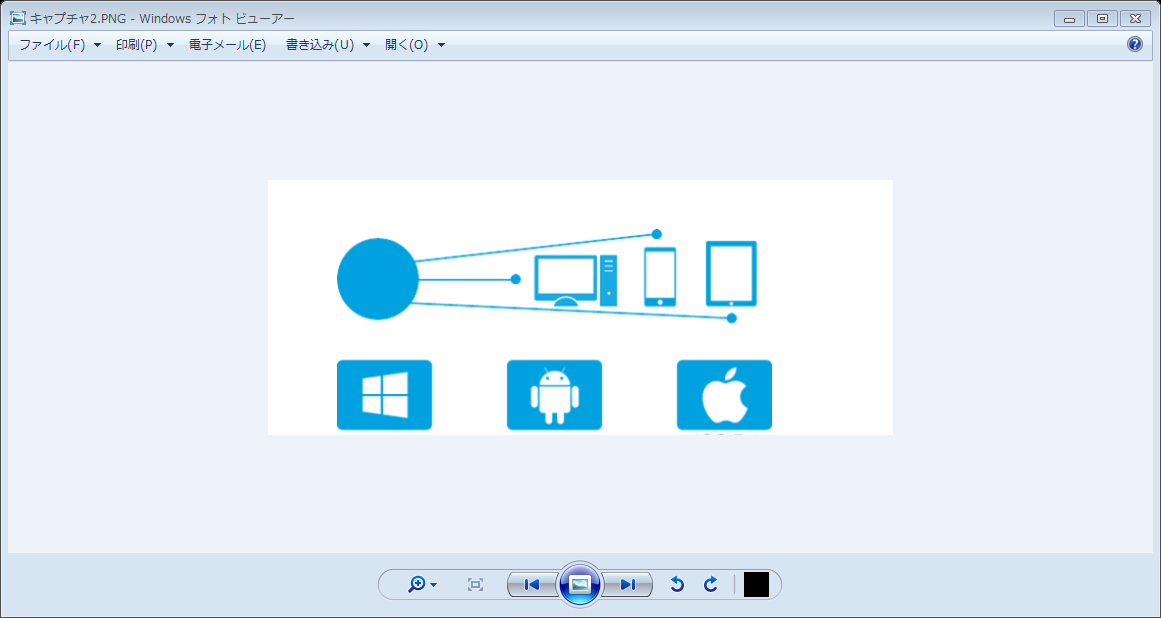 キャプチャ2.PNG - Windows フォト ビューアー
ファイル(F) 印刷(P) 電子メール(E) 書き込み(U) 開く(O)